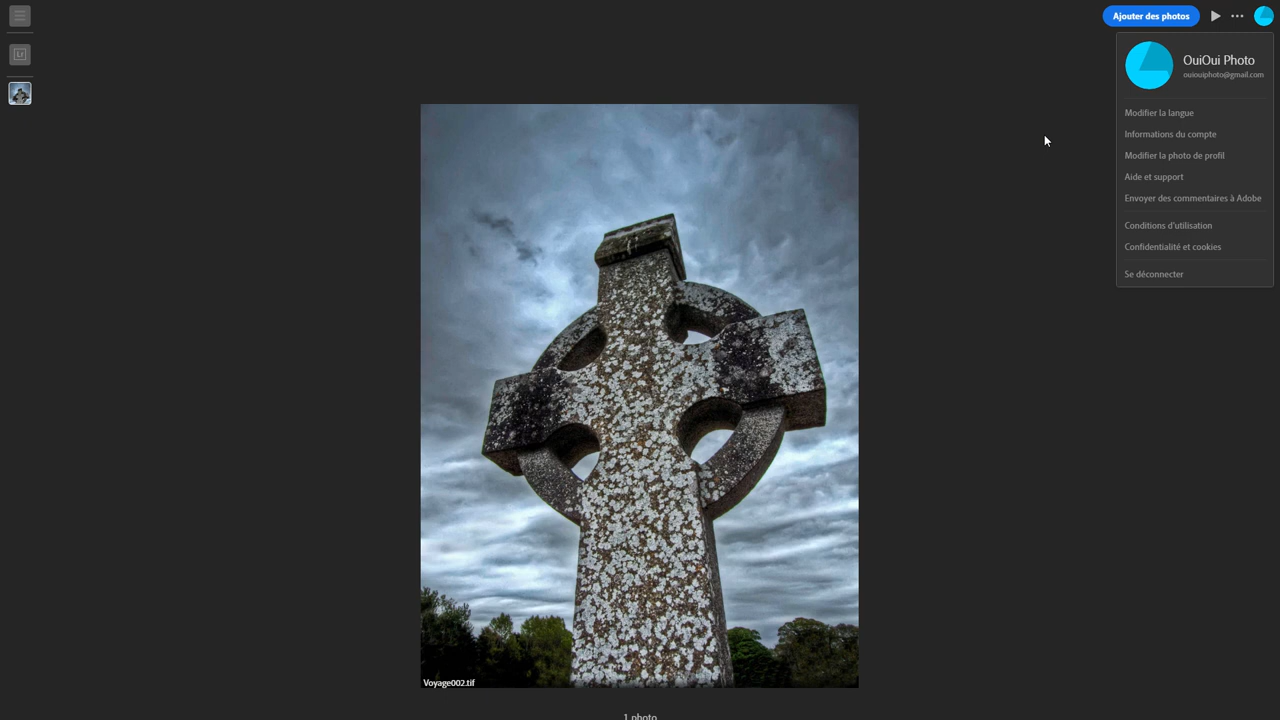 Ajouter des photos
OuiOui Photo
ouiouiphoto@gmail.com
Modifier la langue
Informations du compte
Modifier la photo de profil
Aide et support
Envoyer des commentaires à Adobe
Conditions d'utilisation
Confidentialité et cookies
Se déconnecter
Voyage002.tif
1 photo